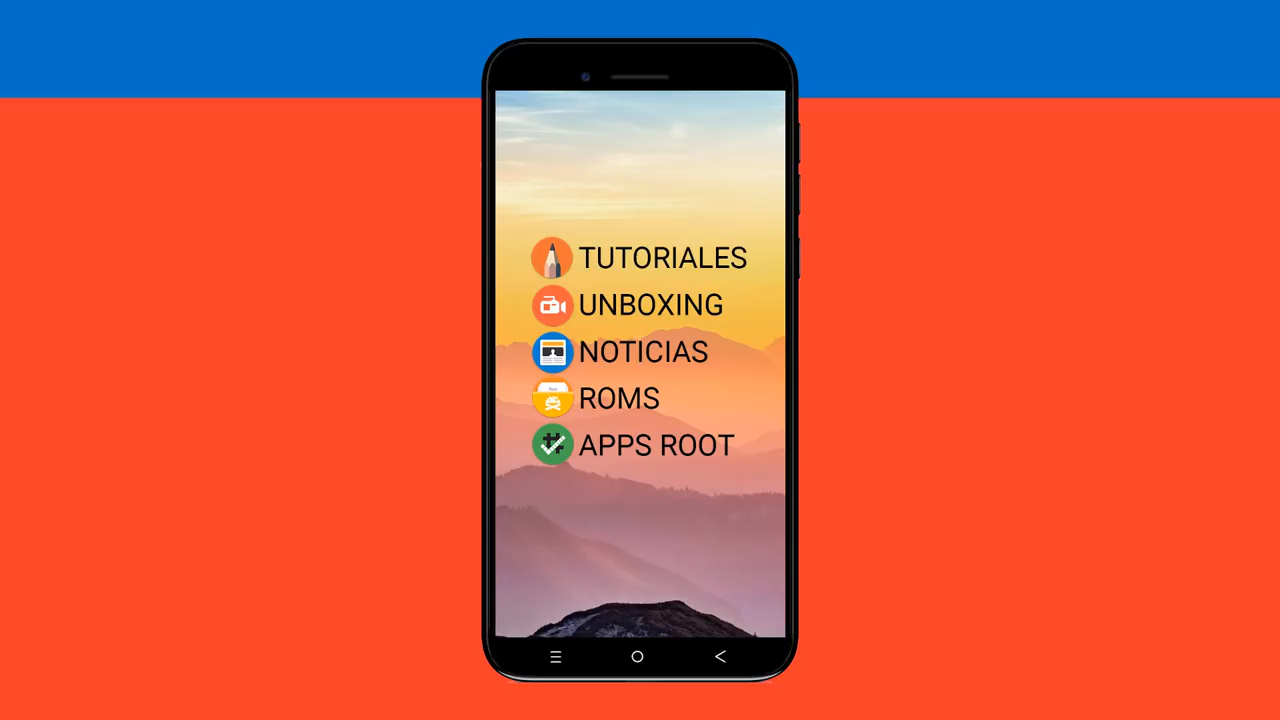 TUTORIALES
UNBOXING
NOTICIAS
ROMS
APPS ROOT